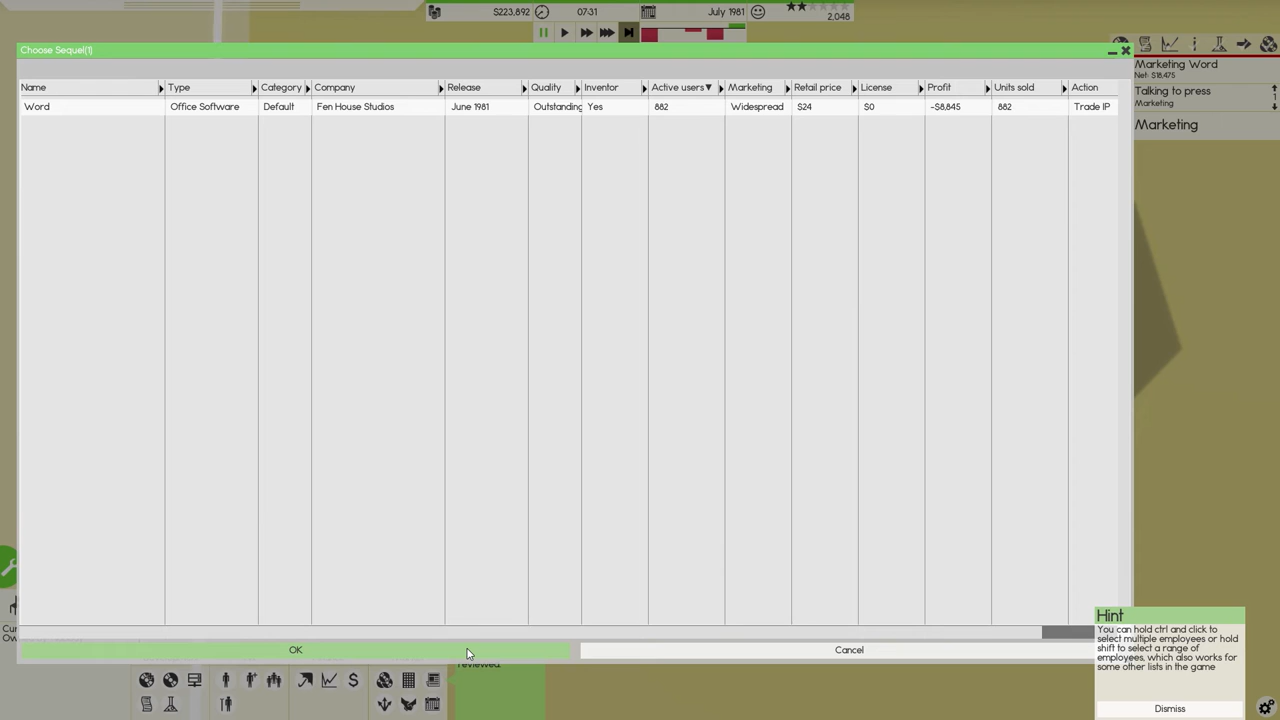 $223,892 07:31 July 1981 2.048
Choose Sequel(1)
Name Type Category Company Release Quality Inventor Active users▼ Marketing Retail price License Profit Units sold Action
Word Office Software Default Fen House Studios June 1981 Outstanding Yes 882 Widespread $24 $0 -$8,845 882 Trade IP
Marketing Word
Net: $18,475
Talking to press
Marketing
1
Marketing
OK Cancel
reviewed.
Hint
You can hold ctrl and click to
select multiple employees or hold
shift to select a range of
employees, which also works for
some other lists in the game
Dismiss